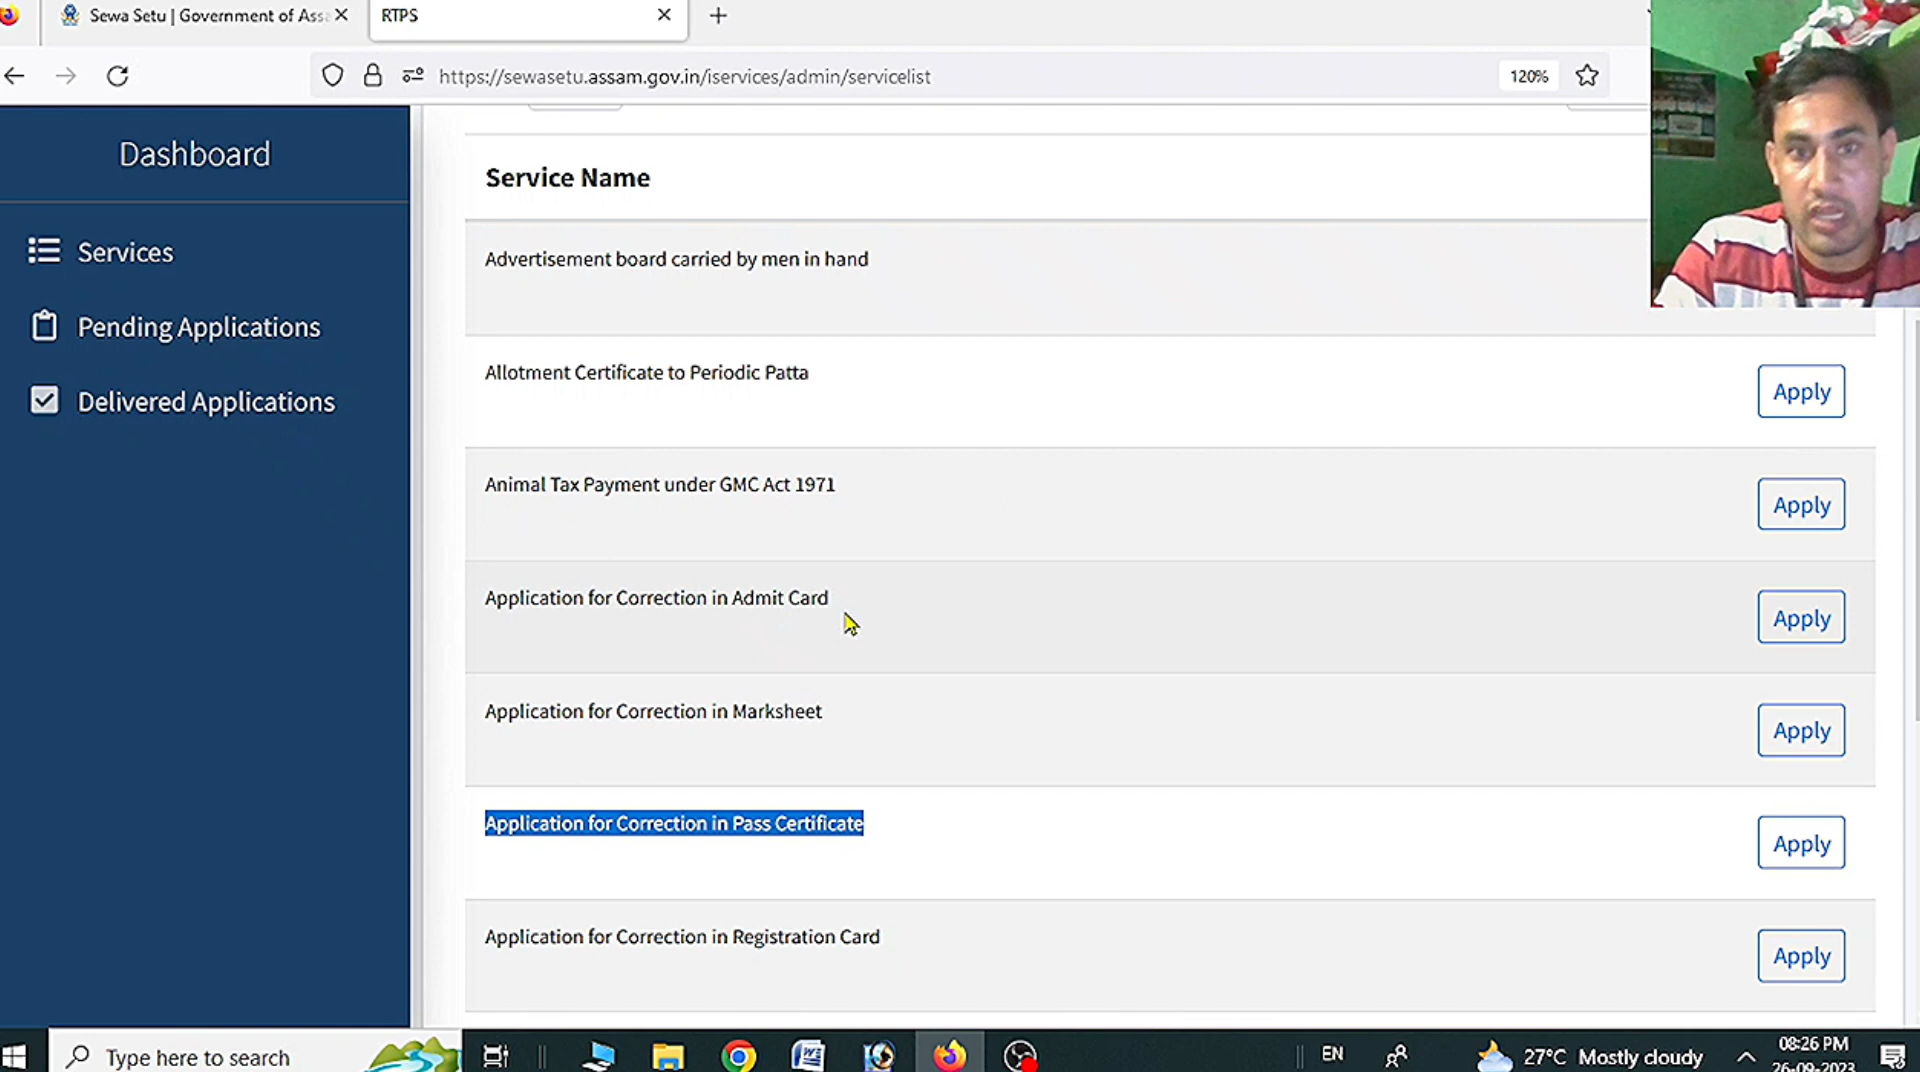 Sewa Setu | Government of Assa
RTPS
https://sewasetu.assam.gov.in/iservices/admin/servicelist
120%
Dashboard
Services
Pending Applications
Delivered Applications
Service Name
Advertisement board carried by men in hand
Allotment Certificate to Periodic Patta
Apply
Animal Tax Payment under GMC Act 1971
Apply
Application for Correction in Admit Card
Apply
Application for Correction in Marksheet
Apply
Application for Correction in Pass Certificate
Apply
Application for Correction in Registration Card
Apply
Type here to search
EN
27°C Mostly cloudy
08:26 PM
26-09-2023